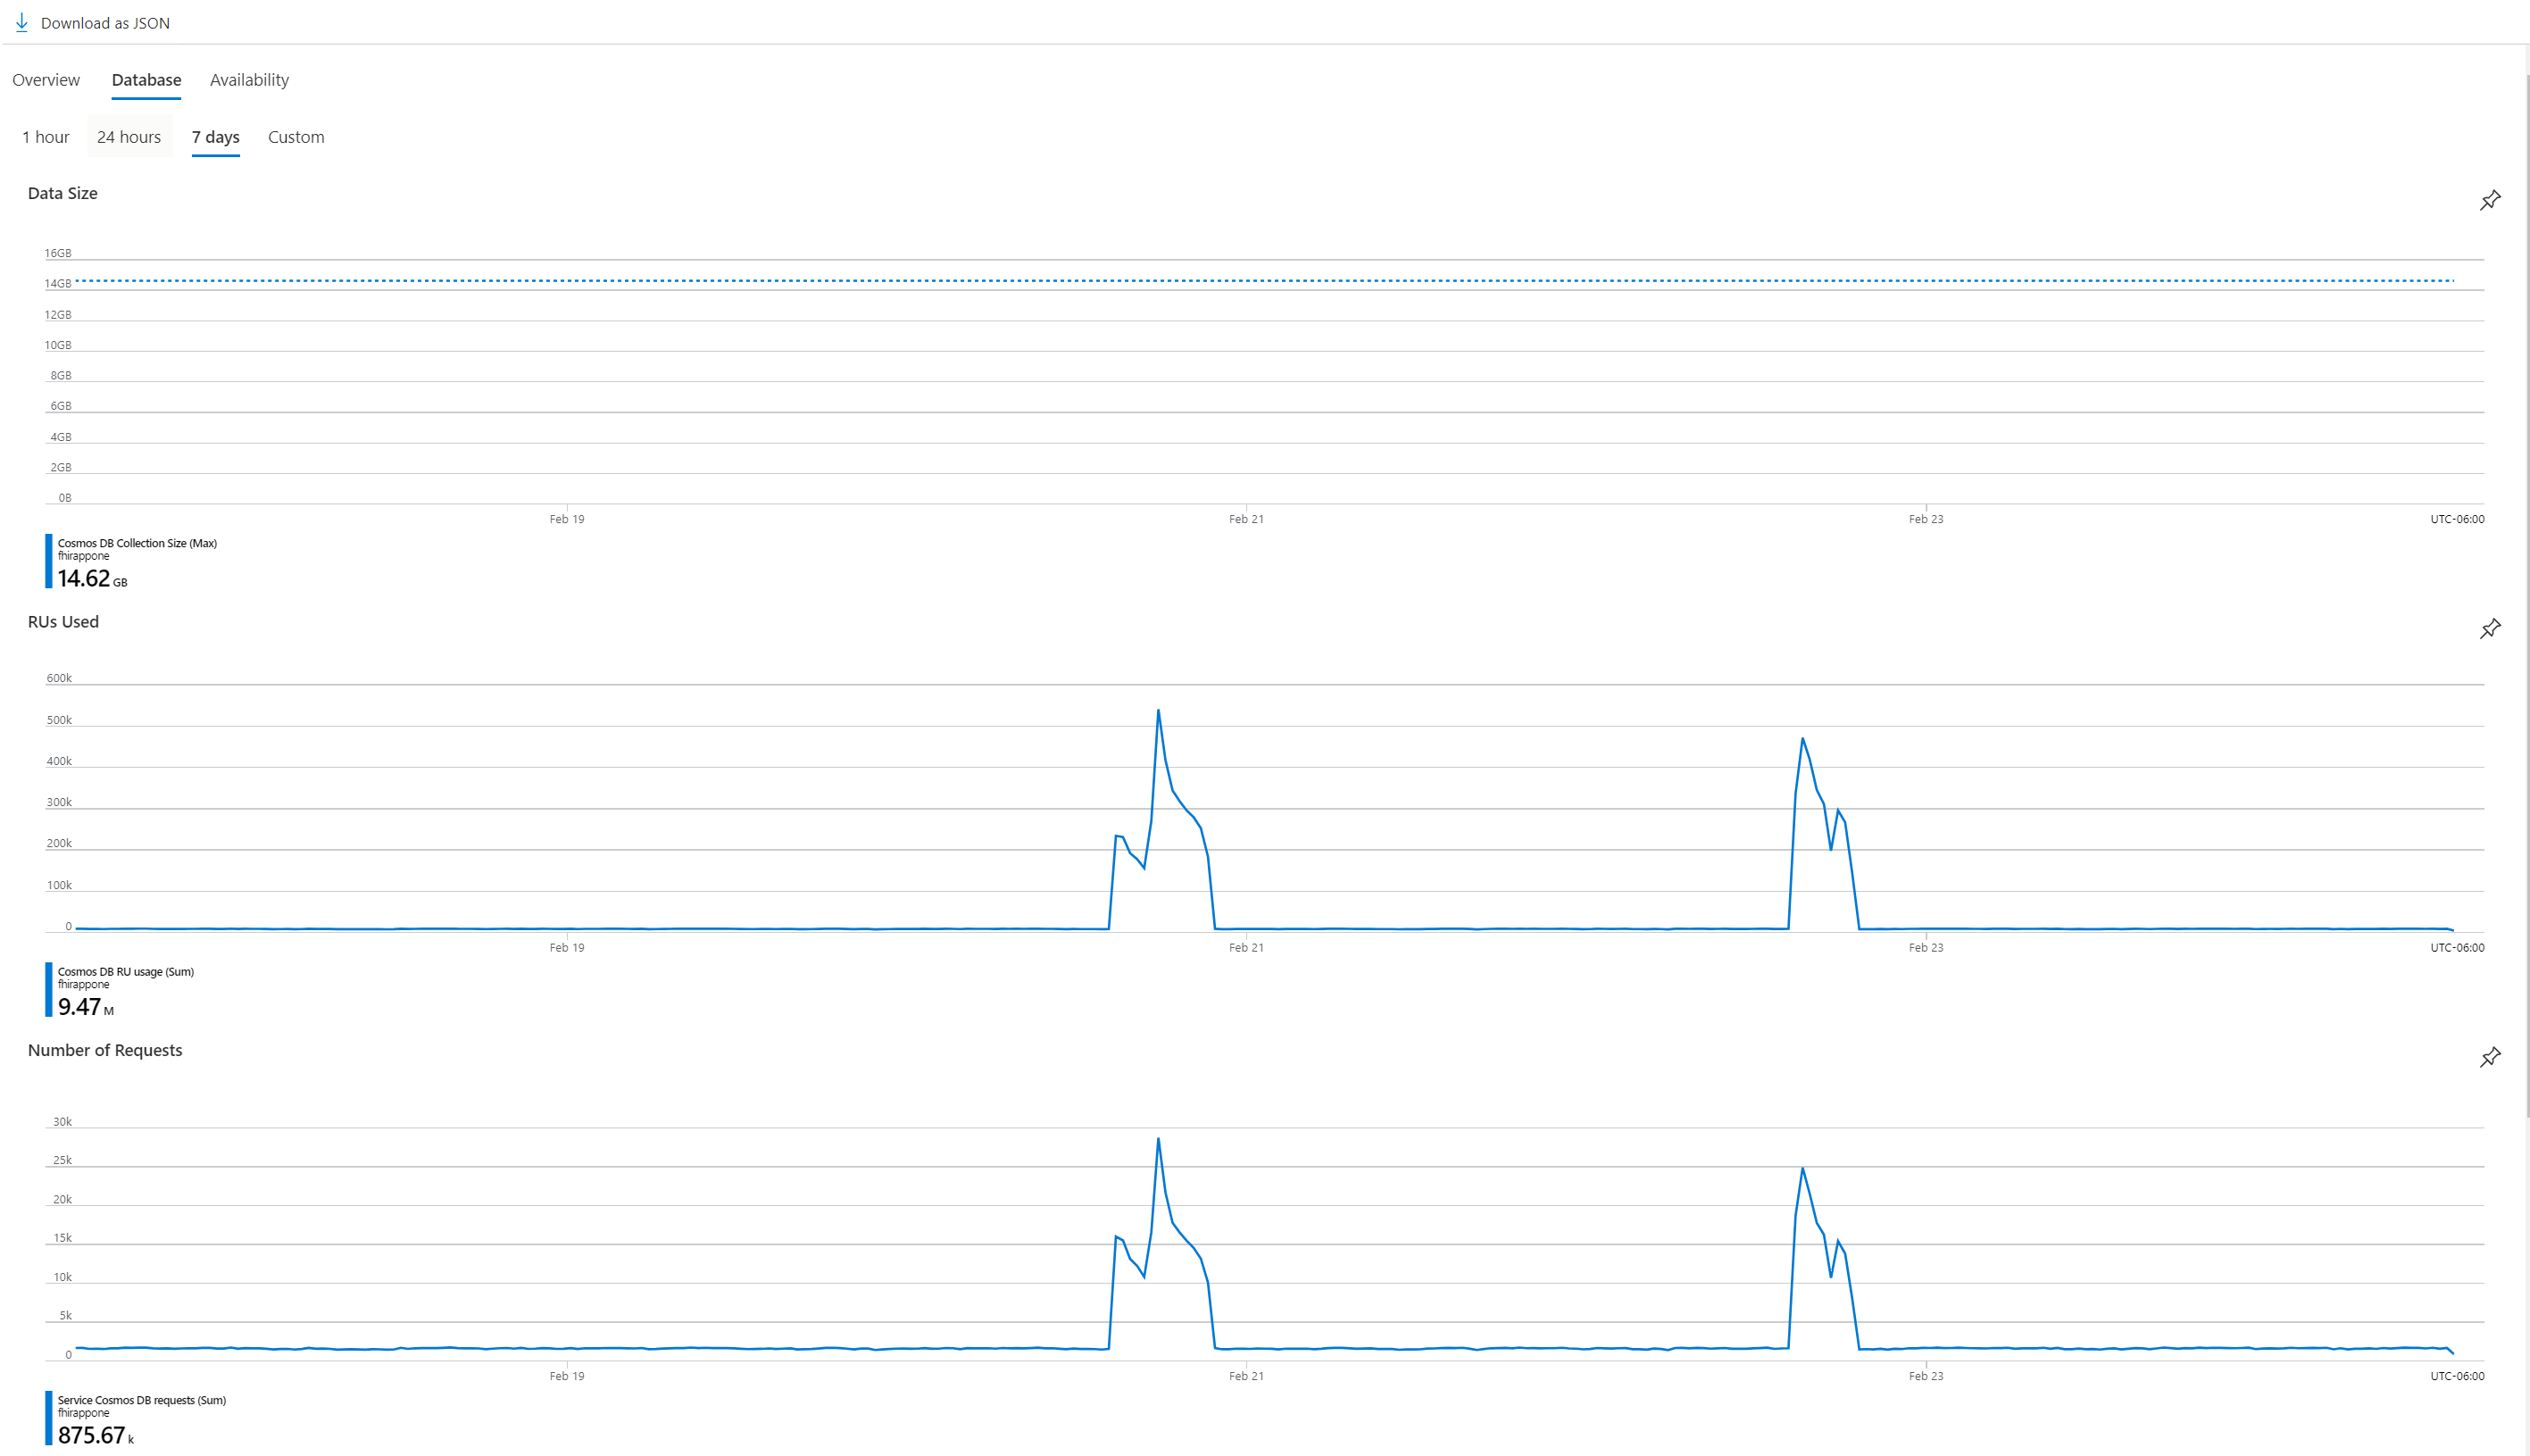 Download as JSON
Overview Database Availability
1 hour 24 hours 7 days Custom
Data Size
16GB
14GB
12GB
10GB
8GB
6GB
4GB
2GB
0B
Feb 19 Feb 21 Feb 23 UTC-06:00
Cosmos DB Collection Size (Max)
fhirappone
14.62 GB
RUs Used
600k
500k
400k
300k
200k
100k
0
Feb 19 Feb 21 Feb 23 UTC-06:00
Cosmos DB RU usage (Sum)
fhirappone
9.47 M
Number of Requests
30k
25k
20k
15k
10k
5k
0
Feb 19 Feb 21 Feb 23 UTC-06:00
Service Cosmos DB requests (Sum)
fhirappone
875.67 k